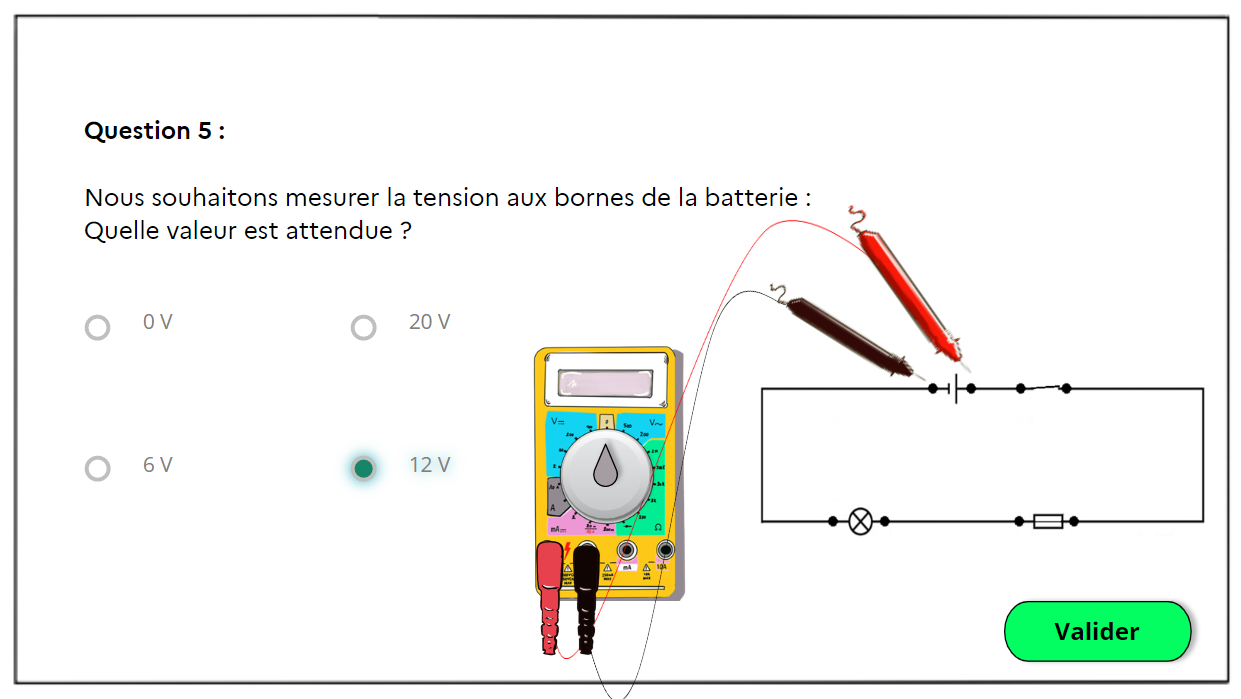 Question 5 :
Nous souhaitons mesurer la tension aux bornes de la batterie :
Quelle valeur est attendue ?
0 V
20 V
6 V
12 V
V
V
A
mA
Ω
mA
10A
Valider